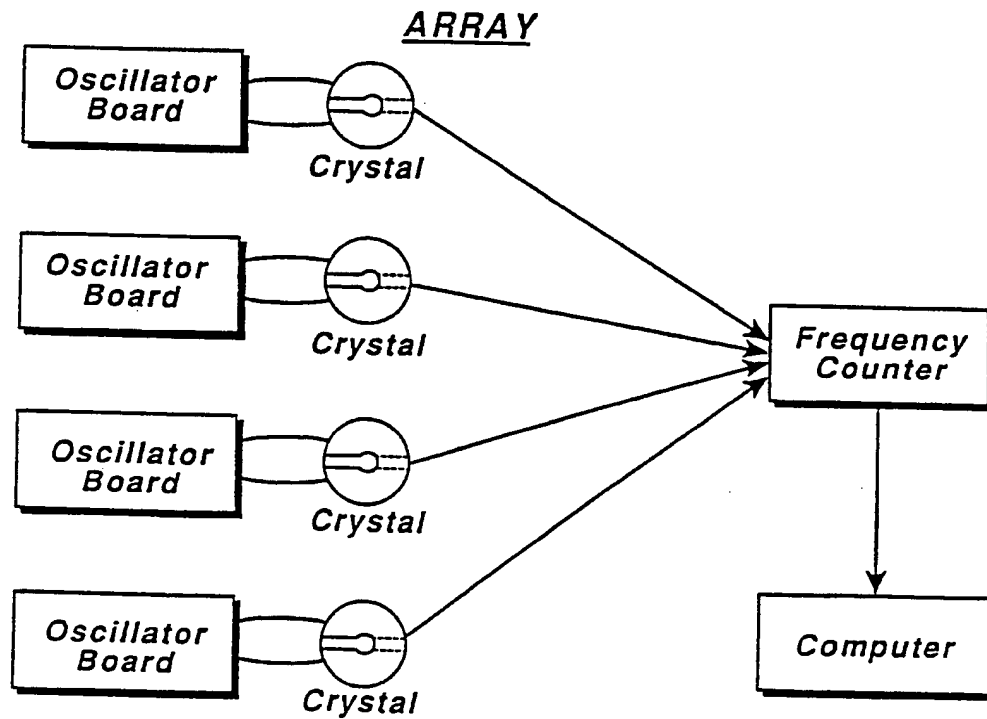 ARRAY
Oscillator
Board
Crystal
Oscillator
Board
Crystal
Oscillator
Board
Crystal
Oscillator
Board
Crystal
Frequency
Counter
Computer